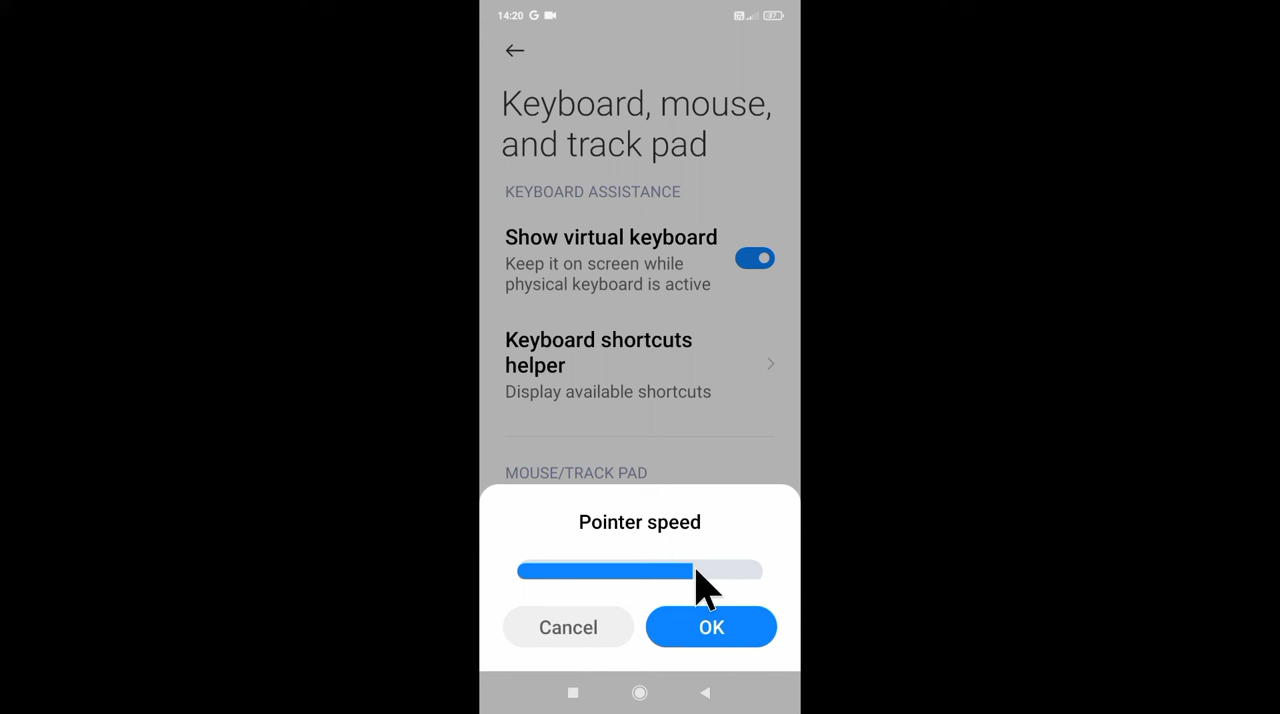 14:20
Keyboard, mouse,
and track pad
KEYBOARD ASSISTANCE
Show virtual keyboard
Keep it on screen while
physical keyboard is active
Keyboard shortcuts
helper
Display available shortcuts
MOUSE/TRACK PAD
Pointer speed
Cancel
OK